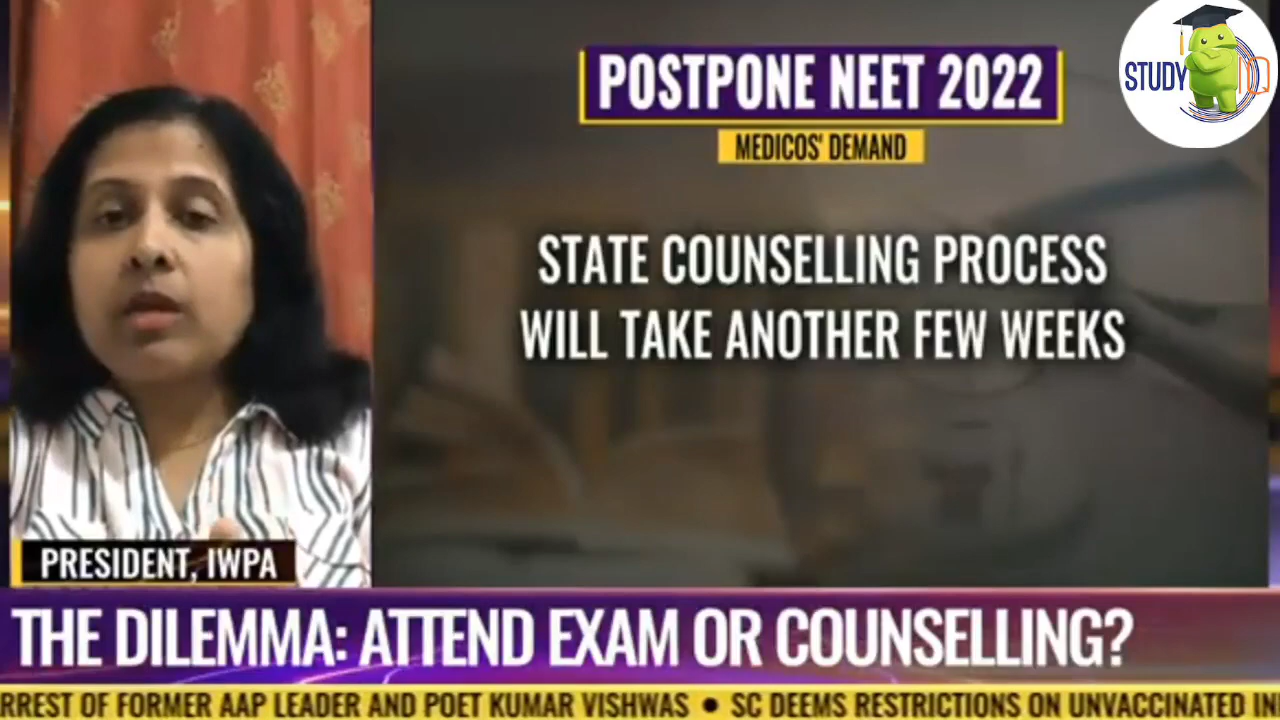 POSTPONE NEET 2022
MEDICOS' DEMAND
STUDY IQ
STATE COUNSELLING PROCESS
WILL TAKE ANOTHER FEW WEEKS
PRESIDENT, IWPA
THE DILEMMA: ATTEND EXAM OR COUNSELLING?
RREST OF FORMER AAP LEADER AND POET KUMAR VISHWAS ● SC DEEMS RESTRICTIONS ON UNVACCINATED IN